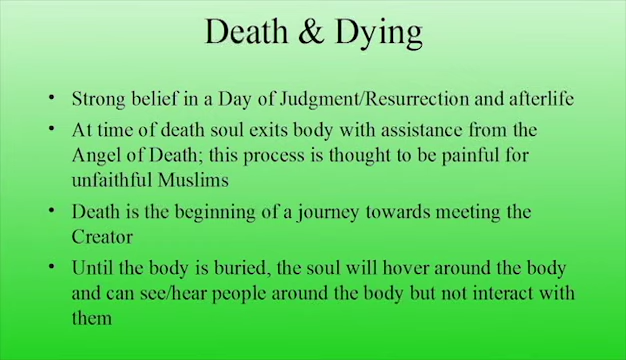 Death & Dying
• Strong belief in a Day of Judgment/Resurrection and afterlife
• At time of death soul exits body with assistance from the
Angel of Death; this process is thought to be painful for
unfaithful Muslims
• Death is the beginning of a journey towards meeting the
Creator
• Until the body is buried, the soul will hover around the body
and can see/hear people around the body but not interact with
them